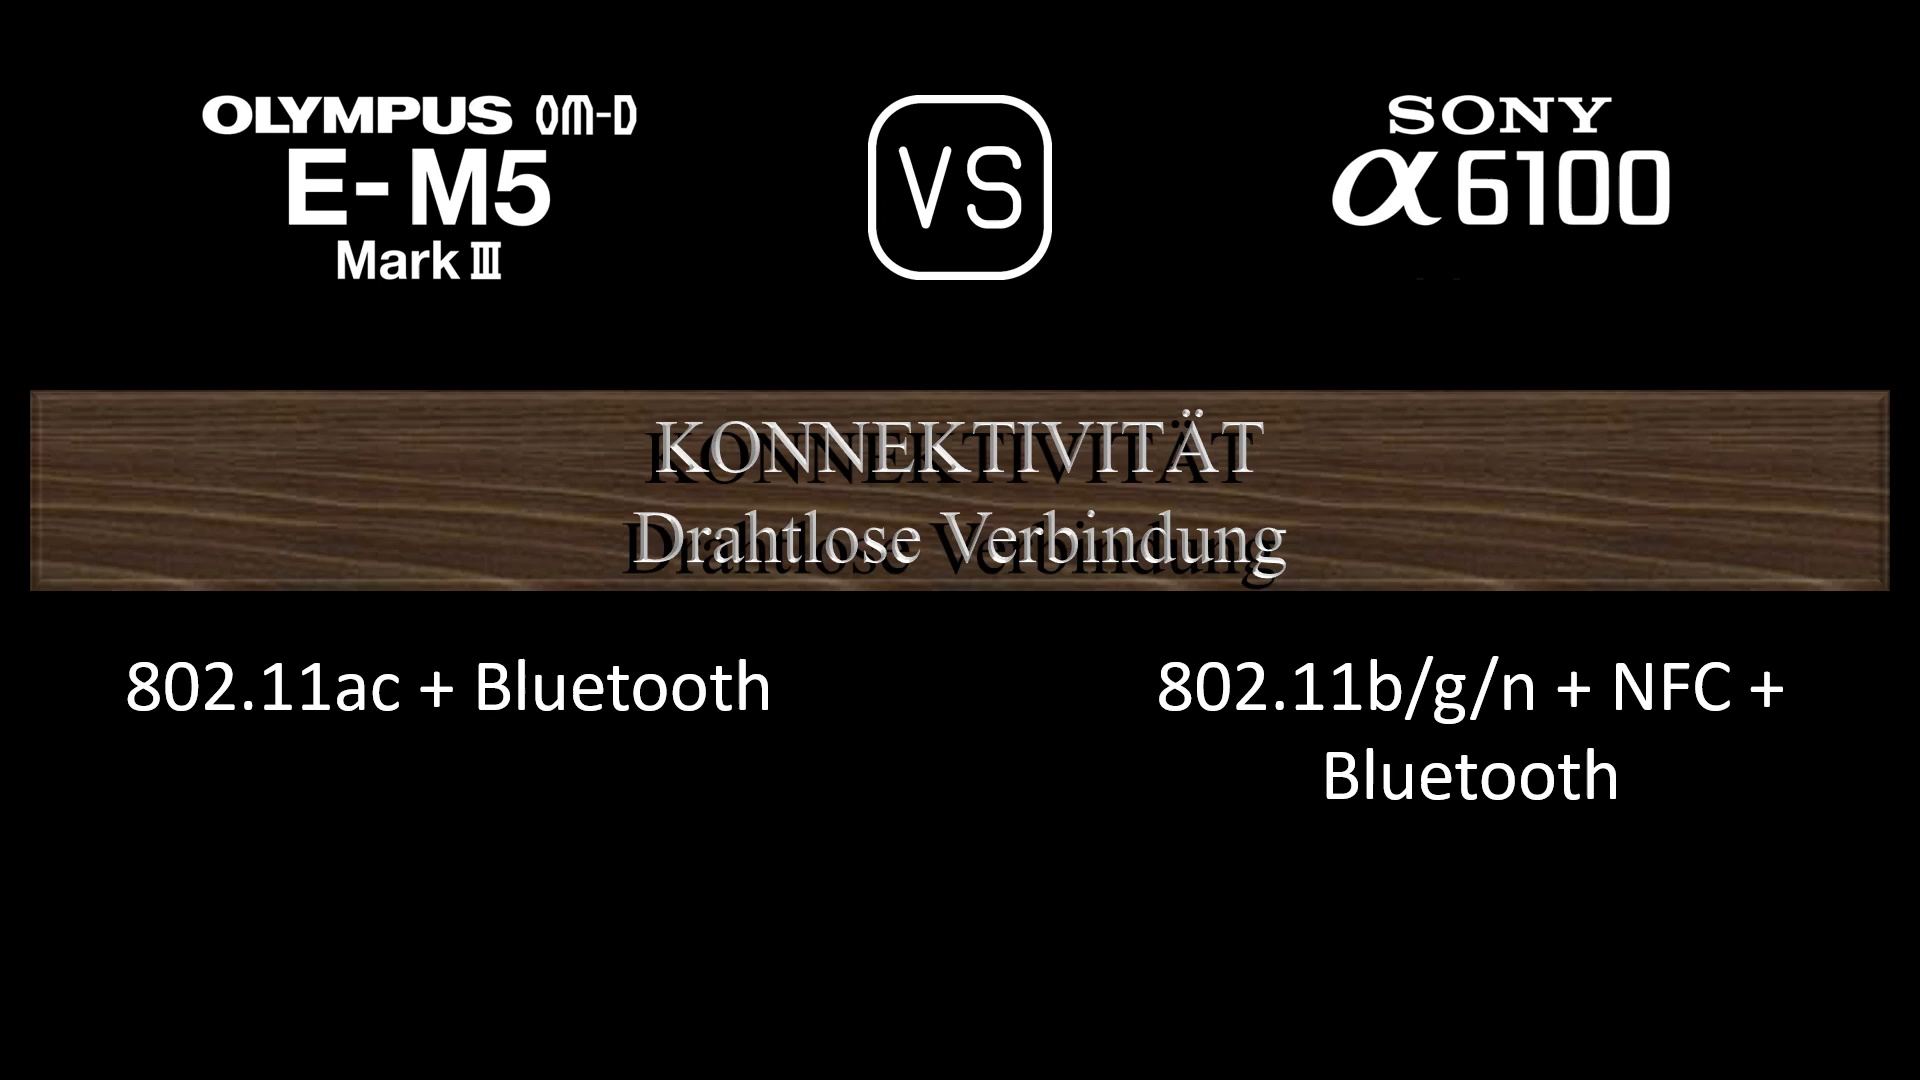 OLYMPUS OM-D
E-M5
Mark III
VS
SONY
α6100
KONNEKTIVITÄT
Drahtlose Verbindung
802.11ac + Bluetooth
802.11b/g/n + NFC +
Bluetooth